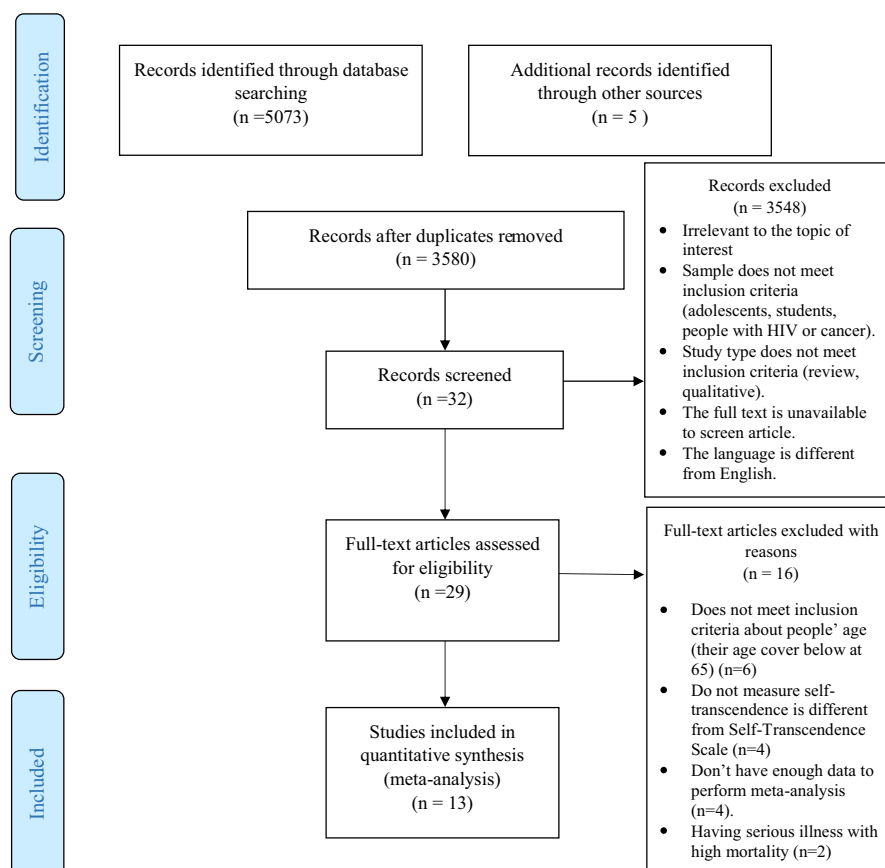 Identification
Records identified through database
searching
(n =5073)
Additional records identified
through other sources
(n = 5 )
Screening
Records after duplicates removed
(n = 3580)
Records screened
(n =32)
Records excluded
(n = 3548)
• Irrelevant to the topic of
interest
• Sample does not meet
inclusion criteria
(adolescents, students,
people with HIV or cancer).
• Study type does not meet
inclusion criteria (review,
qualitative).
• The full text is unavailable
to screen article.
• The language is different
from English.
Eligibility
Full-text articles assessed
for eligibility
(n =29)
Full-text articles excluded with
reasons
(n = 16)
• Does not meet inclusion
criteria about people' age
(their age cover below at
65) (n=6)
• Do not measure self-
transcendence is different
from Self-Transcendence
Scale (n=4)
• Don't have enough data to
perform meta-analysis
(n=4).
• Having serious illness with
high mortality (n=2)
Included
Studies included in
quantitative synthesis
(meta-analysis)
(n = 13)